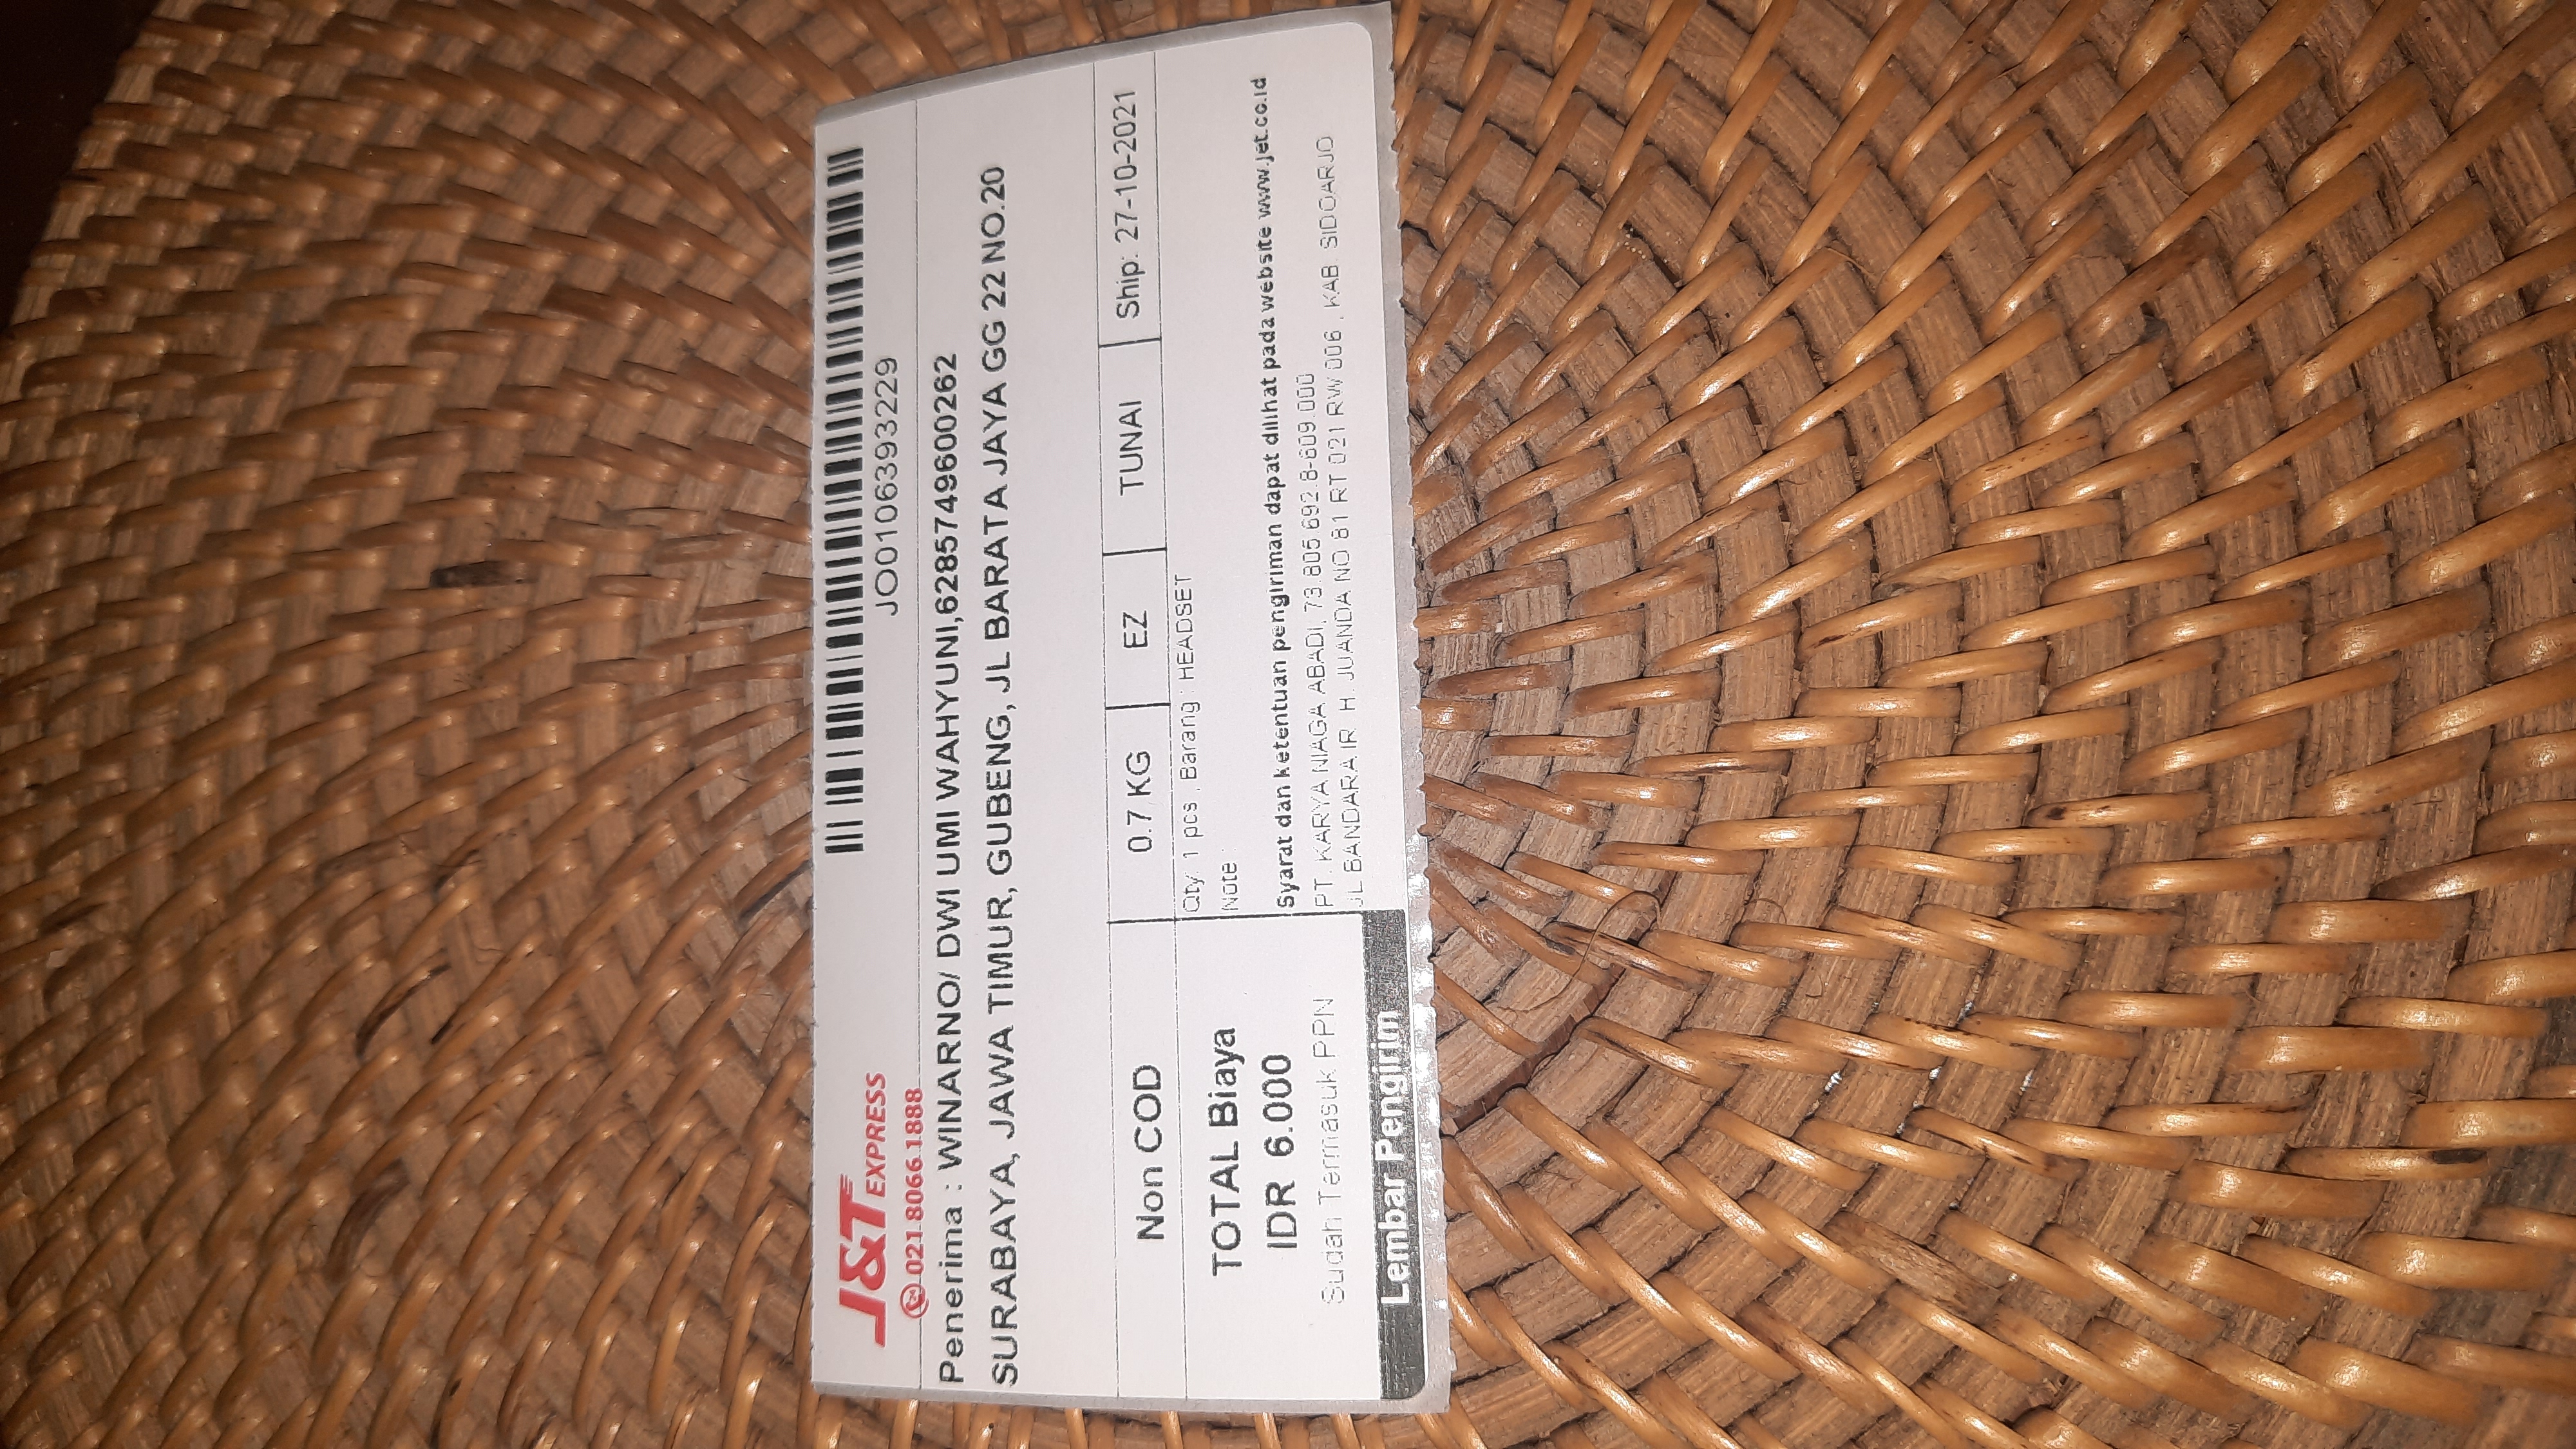 J&T EXPRESS
021 8066 1888
JO0106393229
Penerima : WINARNO/ DWI UMI WAHYUNI,6285749600262
SURABAYA, JAWA TIMUR, GUBENG, JL BARATA JAYA GG 22 NO.20
Non COD
0.7 KG
EZ
TUNAI
Ship: 27-10-2021
TOTAL Biaya
IDR 6.000
Sudah Termasuk PPN
Lembar Pengirim
Qty: 1 pcs , Barang : HEADSET
Note :
Syarat dan ketentuan pengiriman dapat dilihat pada website www.jet.co.id
PT. KARYA NIAGA ABADI, 73.805.692.8-609.000
JL BANDARA IR. H. JUANDA NO 81 RT 021 RW 006 , KAB. SIDOARJO